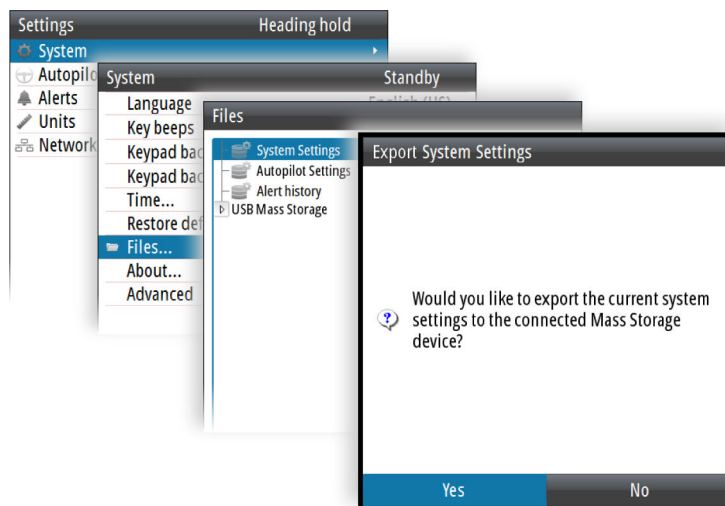 Settings Heading hold
System
Autopilo
Alerts
Units
Network
System Standby
Language English (US)
Key beeps
Keypad bac
Keypad bac
Time...
Restore def
Files...
About...
Advanced
Files
System Settings
Autopilot Settings
Alert history
USB Mass Storage
Export System Settings
Would you like to export the current system
settings to the connected Mass Storage
device?
Yes No